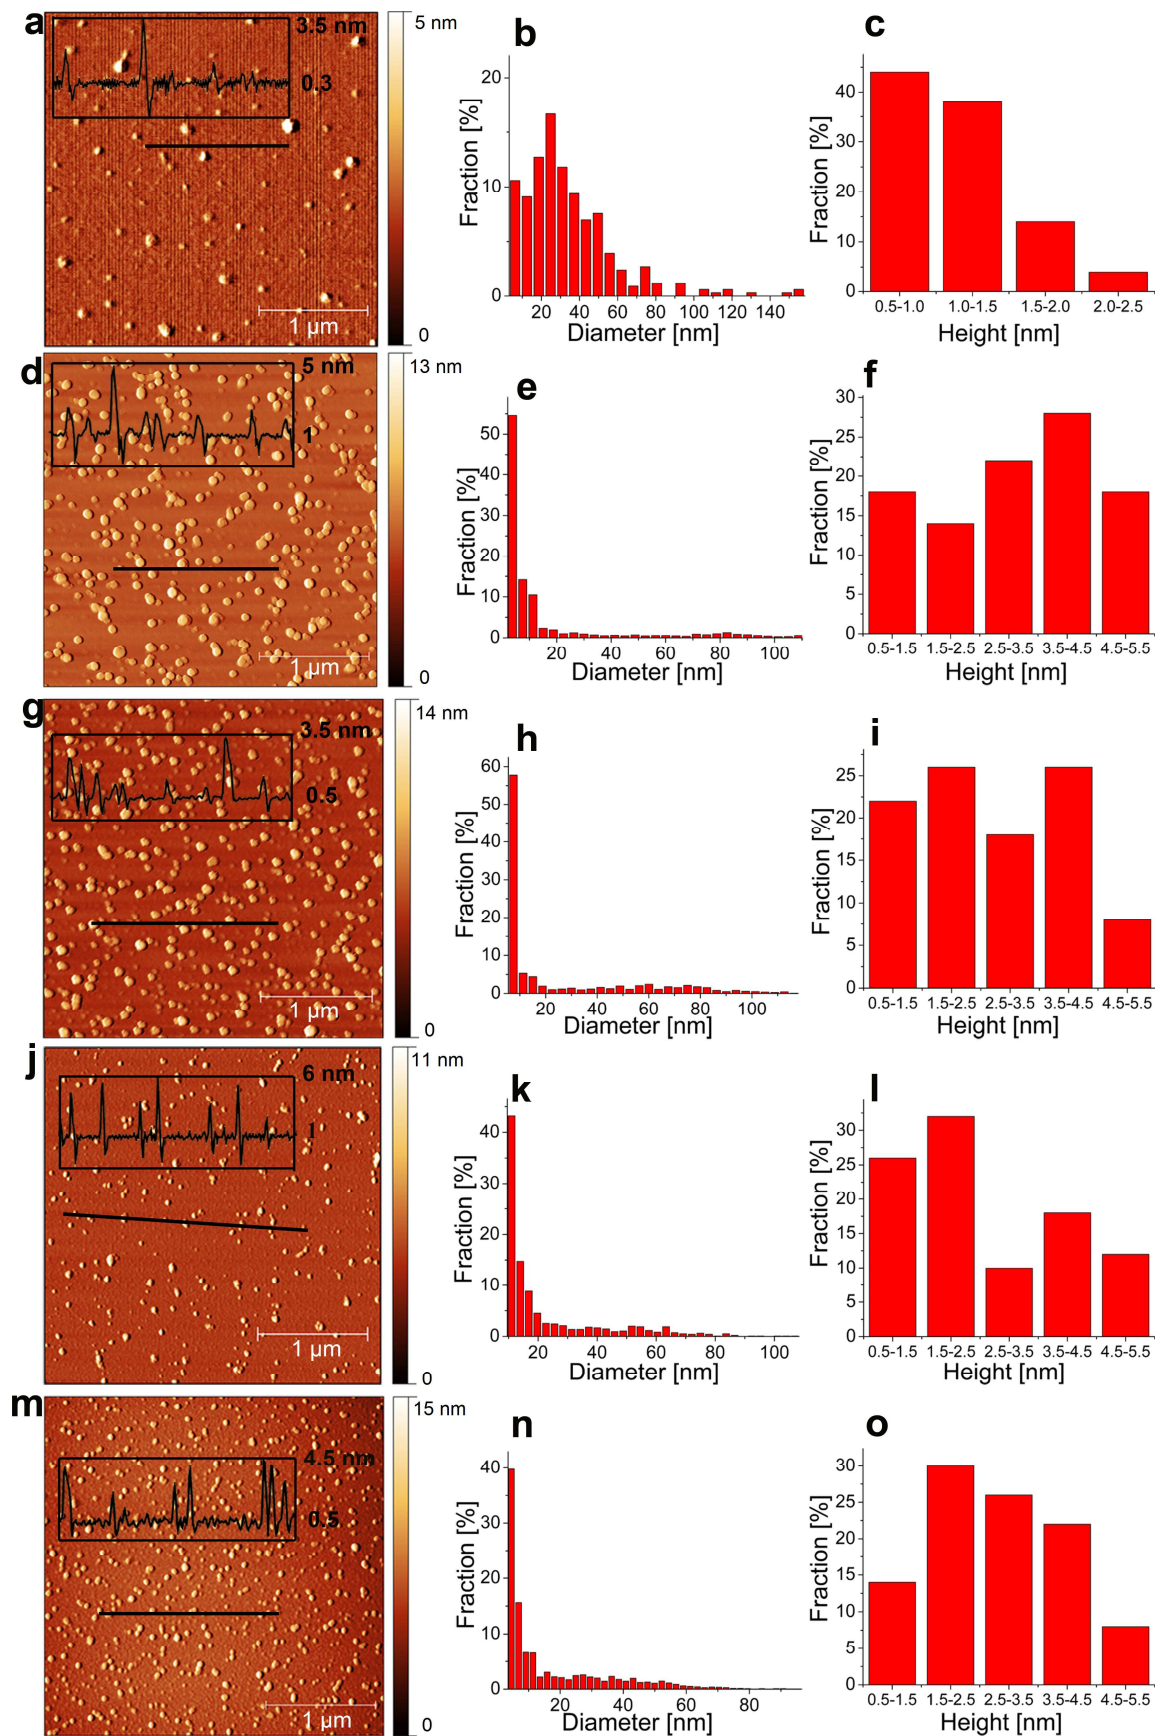 a
3.5 nm
0.3
1 µm
5 nm
0
b
Fraction [%]
20
10
0
20 40 60 80 100 120 140
Diameter [nm]
c
Fraction [%]
40
30
20
10
0
0.5-1.0 1.0-1.5 1.5-2.0 2.0-2.5
Height [nm]
d
5 nm
1
1 µm
13 nm
0
e
Fraction [%]
50
40
30
20
10
0
20 40 60 80 100
Diameter [nm]
f
Fraction [%]
30
25
20
15
10
5
0
0.5-1.5 1.5-2.5 2.5-3.5 3.5-4.5 4.5-5.5
Height [nm]
g
3.5 nm
0.5
1 µm
14 nm
0
h
Fraction [%]
60
50
40
30
20
10
0
20 40 60 80 100
Diameter [nm]
i
Fraction [%]
25
20
15
10
5
0
0.5-1.5 1.5-2.5 2.5-3.5 3.5-4.5 4.5-5.5
Height [nm]
j
6 nm
1
1 µm
11 nm
0
k
Fraction [%]
40
30
20
10
0
20 40 60 80 100
Diameter [nm]
l
Fraction [%]
30
25
20
15
10
5
0
0.5-1.5 1.5-2.5 2.5-3.5 3.5-4.5 4.5-5.5
Height [nm]
m
4.5 nm
0.5
1 µm
15 nm
0
n
Fraction [%]
40
30
20
10
0
20 40 60 80
Diameter [nm]
o
Fraction [%]
30
25
20
15
10
5
0
0.5-1.5 1.5-2.5 2.5-3.5 3.5-4.5 4.5-5.5
Height [nm]